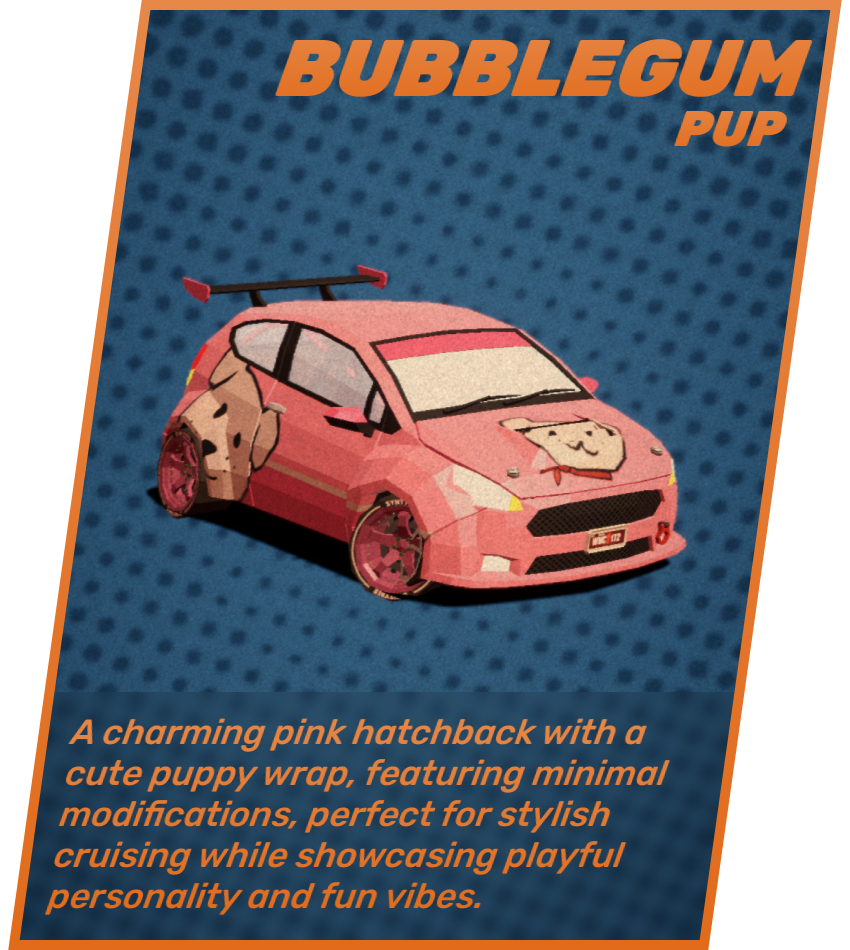 BUBBLEGUM
PUP
A charming pink hatchback with a
cute puppy wrap, featuring minimal
modifications, perfect for stylish
cruising while showcasing playful
personality and fun vibes.